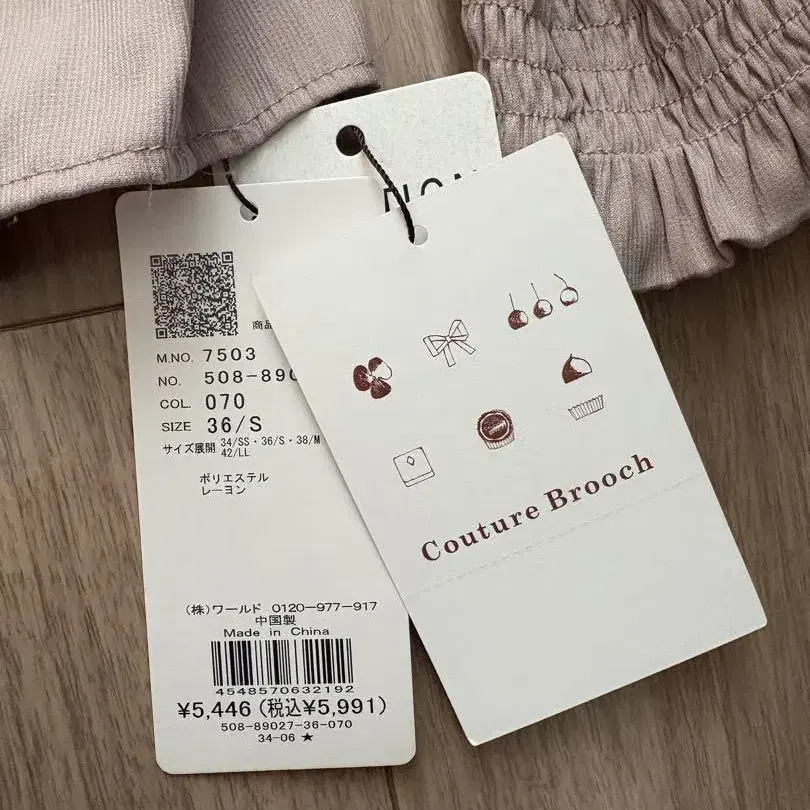 商品
M.NO. 7503
NO. 508-890
COL. 070
SIZE 36/S
サイズ展開 34/SS・36/S・38/M
42/LL
ポリエステル
レーヨン
(株)ワールド 0120-977-917
中国製
Made in China
4548570632192
¥5,446 (税込¥5,991)
508-89027-36-070
34-06 ★
Couture Brooch